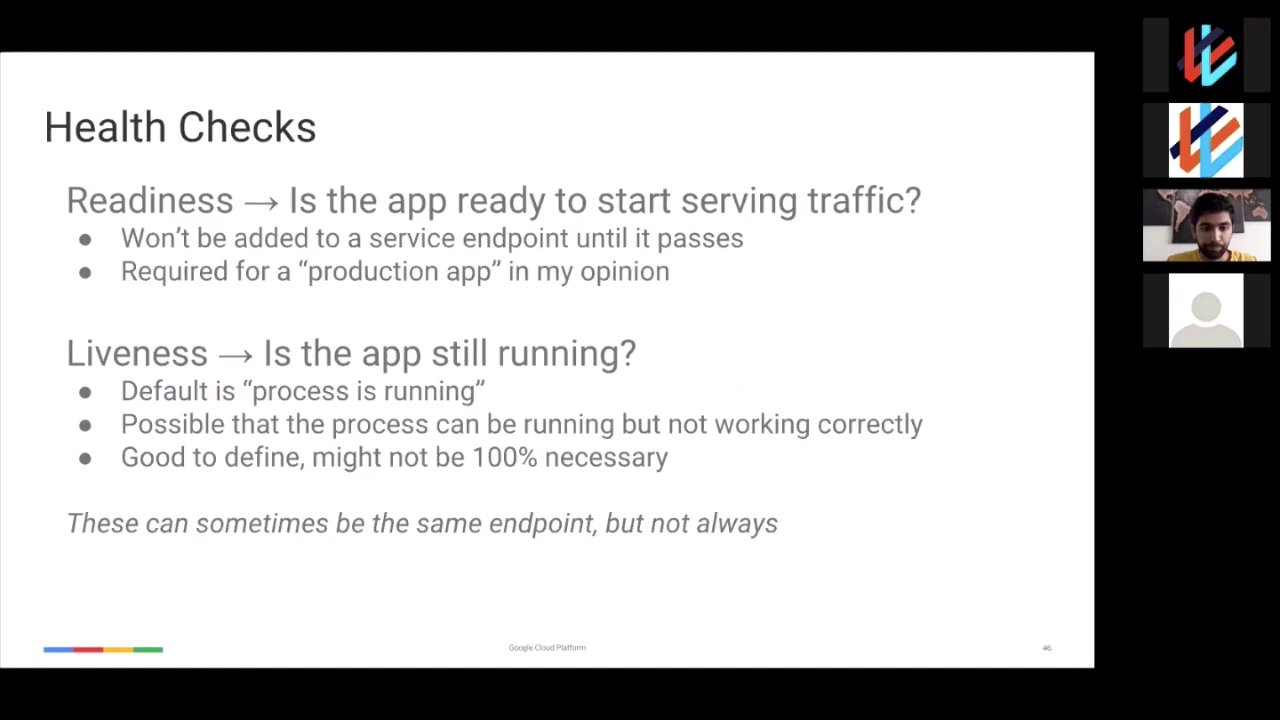 Health Checks
Readiness → Is the app ready to start serving traffic?
● Won’t be added to a service endpoint until it passes
● Required for a “production app” in my opinion
Liveness → Is the app still running?
● Default is “process is running”
● Possible that the process can be running but not working correctly
● Good to define, might not be 100% necessary
These can sometimes be the same endpoint, but not always
Google Cloud Platform
46